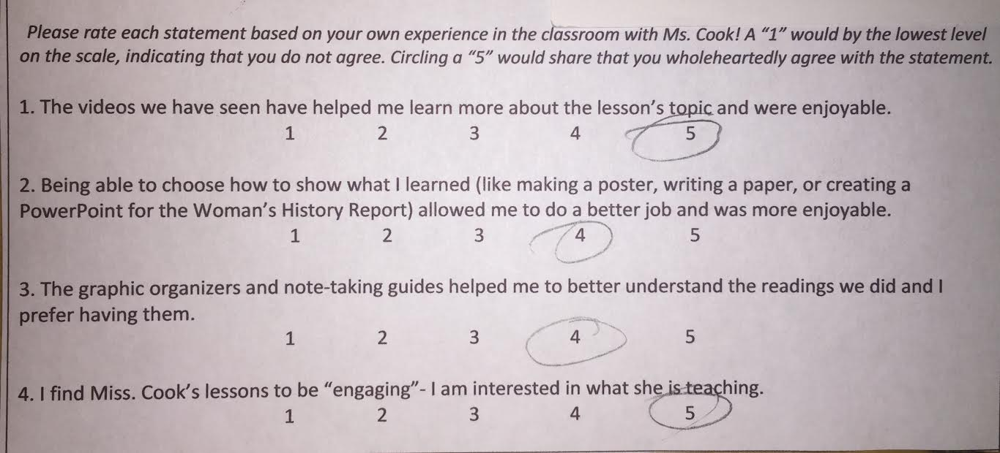 Please rate each statement based on your own experience in the classroom with Ms. Cook! A “1” would by the lowest level
on the scale, indicating that you do not agree. Circling a “5” would share that you wholeheartedly agree with the statement.
1. The videos we have seen have helped me learn more about the lesson’s topic and were enjoyable.
1 2 3 4 5
2. Being able to choose how to show what I learned (like making a poster, writing a paper, or creating a
PowerPoint for the Woman’s History Report) allowed me to do a better job and was more enjoyable.
1 2 3 4 5
3. The graphic organizers and note-taking guides helped me to better understand the readings we did and I
prefer having them.
1 2 3 4 5
4. I find Miss. Cook’s lessons to be “engaging”- I am interested in what she is teaching.
1 2 3 4 5